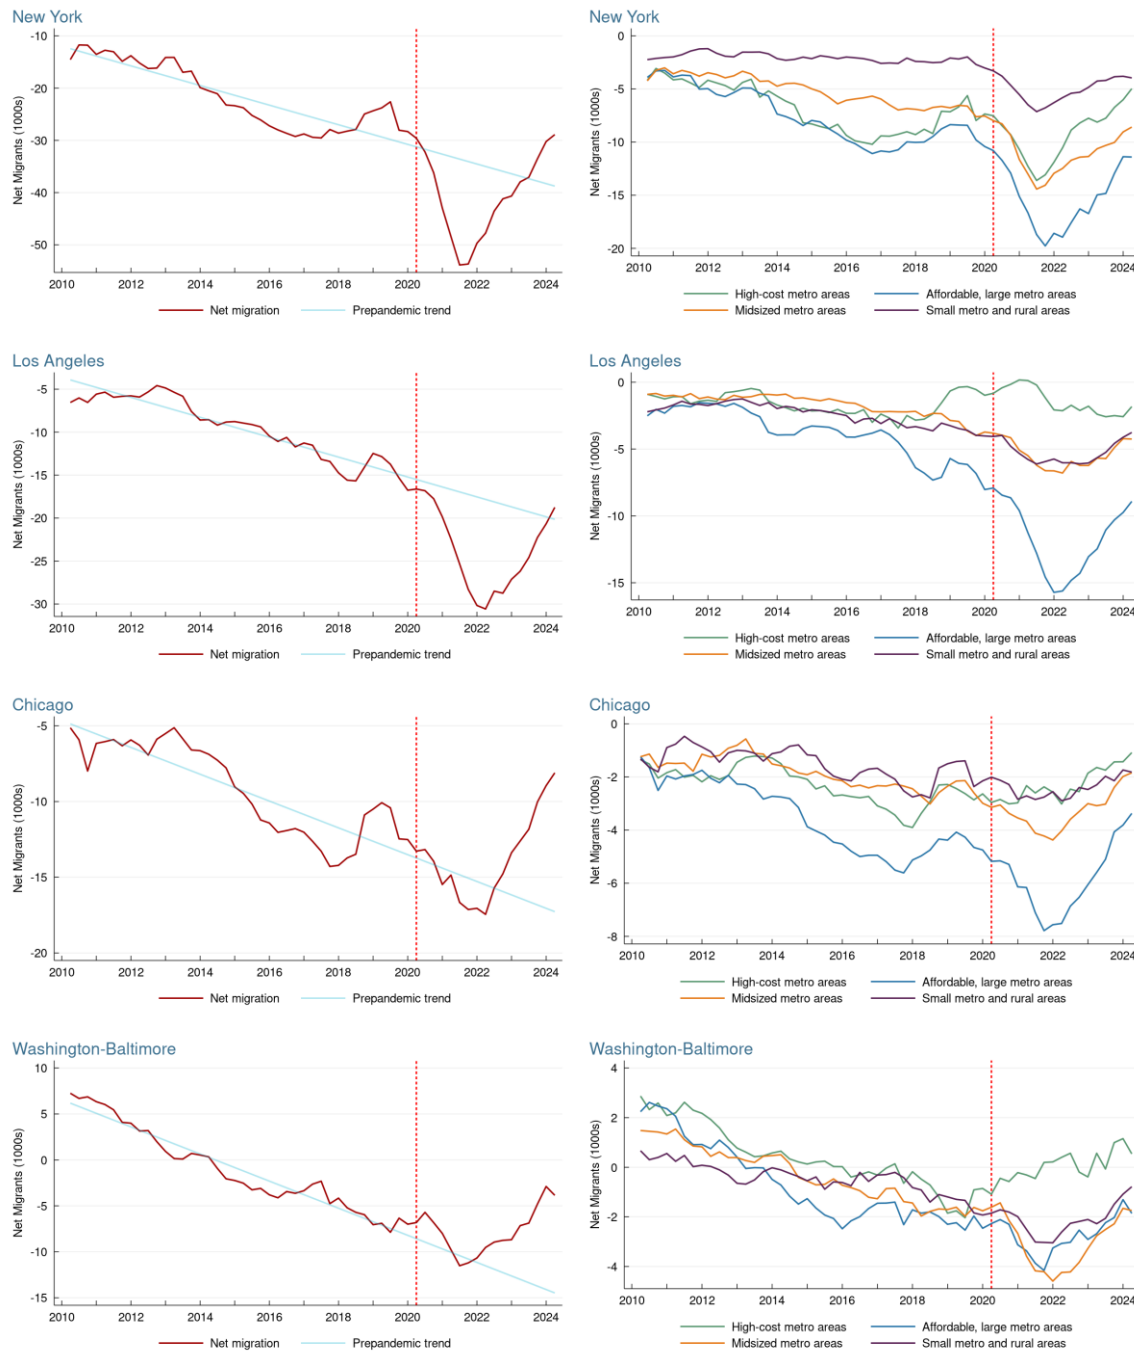 New York
-10
-20
-30
-40
-50
Net Migrants (1000s)
2010 2012 2014 2016 2018 2020 2022 2024
Net migration Prepandemic trend
New York
0
-5
-10
-15
-20
Net Migrants (1000s)
2010 2012 2014 2016 2018 2020 2022 2024
High-cost metro areas Affordable, large metro areas
Midsized metro areas Small metro and rural areas
Los Angeles
-5
-10
-15
-20
-25
-30
Net Migrants (1000s)
2010 2012 2014 2016 2018 2020 2022 2024
Net migration Prepandemic trend
Los Angeles
0
-5
-10
-15
Net Migrants (1000s)
2010 2012 2014 2016 2018 2020 2022 2024
High-cost metro areas Affordable, large metro areas
Midsized metro areas Small metro and rural areas
Chicago
-5
-10
-15
-20
Net Migrants (1000s)
2010 2012 2014 2016 2018 2020 2022 2024
Net migration Prepandemic trend
Chicago
0
-2
-4
-6
-8
Net Migrants (1000s)
2010 2012 2014 2016 2018 2020 2022 2024
High-cost metro areas Affordable, large metro areas
Midsized metro areas Small metro and rural areas
Washington-Baltimore
10
5
0
-5
-10
-15
Net Migrants (1000s)
2010 2012 2014 2016 2018 2020 2022 2024
Net migration Prepandemic trend
Washington-Baltimore
4
2
0
-2
-4
Net Migrants (1000s)
2010 2012 2014 2016 2018 2020 2022 2024
High-cost metro areas Affordable, large metro areas
Midsized metro areas Small metro and rural areas